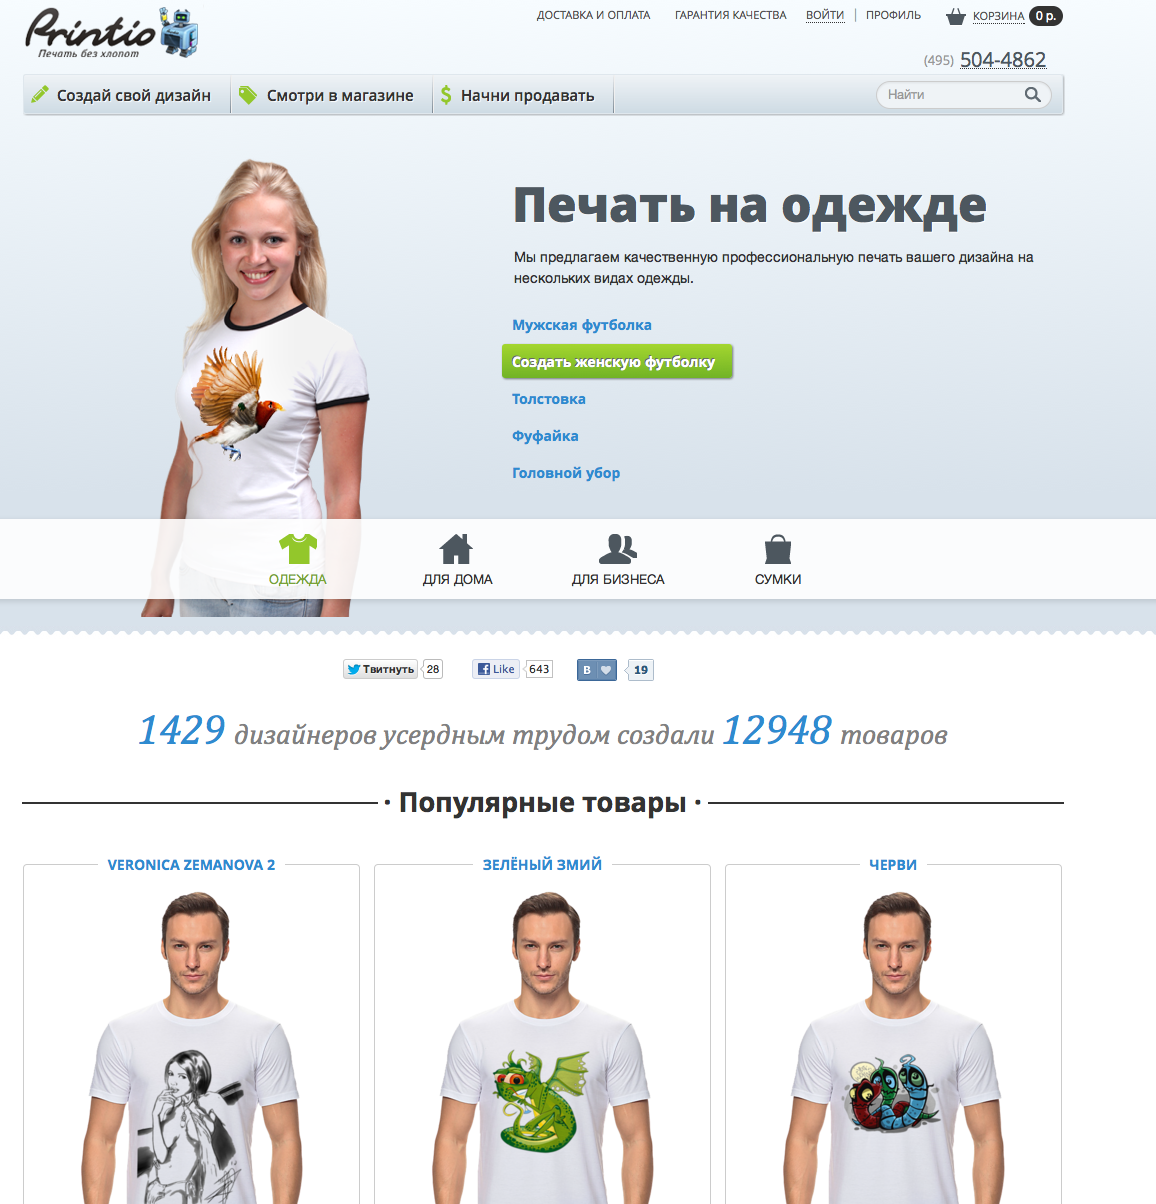 Printio
Печать без хлопот
ДОСТАВКА И ОПЛАТА ГАРАНТИЯ КАЧЕСТВА ВОЙТИ ПРОФИЛЬ КОРЗИНА 0 р.
(495) 504-4862
Создай свой дизайн Смотри в магазине Начни продавать Найти
Печать на одежде
Мы предлагаем качественную профессиональную печать вашего дизайна на
нескольких видах одежды.
Мужская футболка
Создать женскую футболку
Толстовка
Фуфайка
Головной убор
ОДЕЖДА ДЛЯ ДОМА ДЛЯ БИЗНЕСА СУМКИ
Твитнуть 28 Like 643 B 19
1429 дизайнеров усердным трудом создали 12948 товаров
· Популярные товары ·
VERONICA ZEMANOVA 2 ЗЕЛЁНЫЙ ЗМИЙ ЧЕРВИ